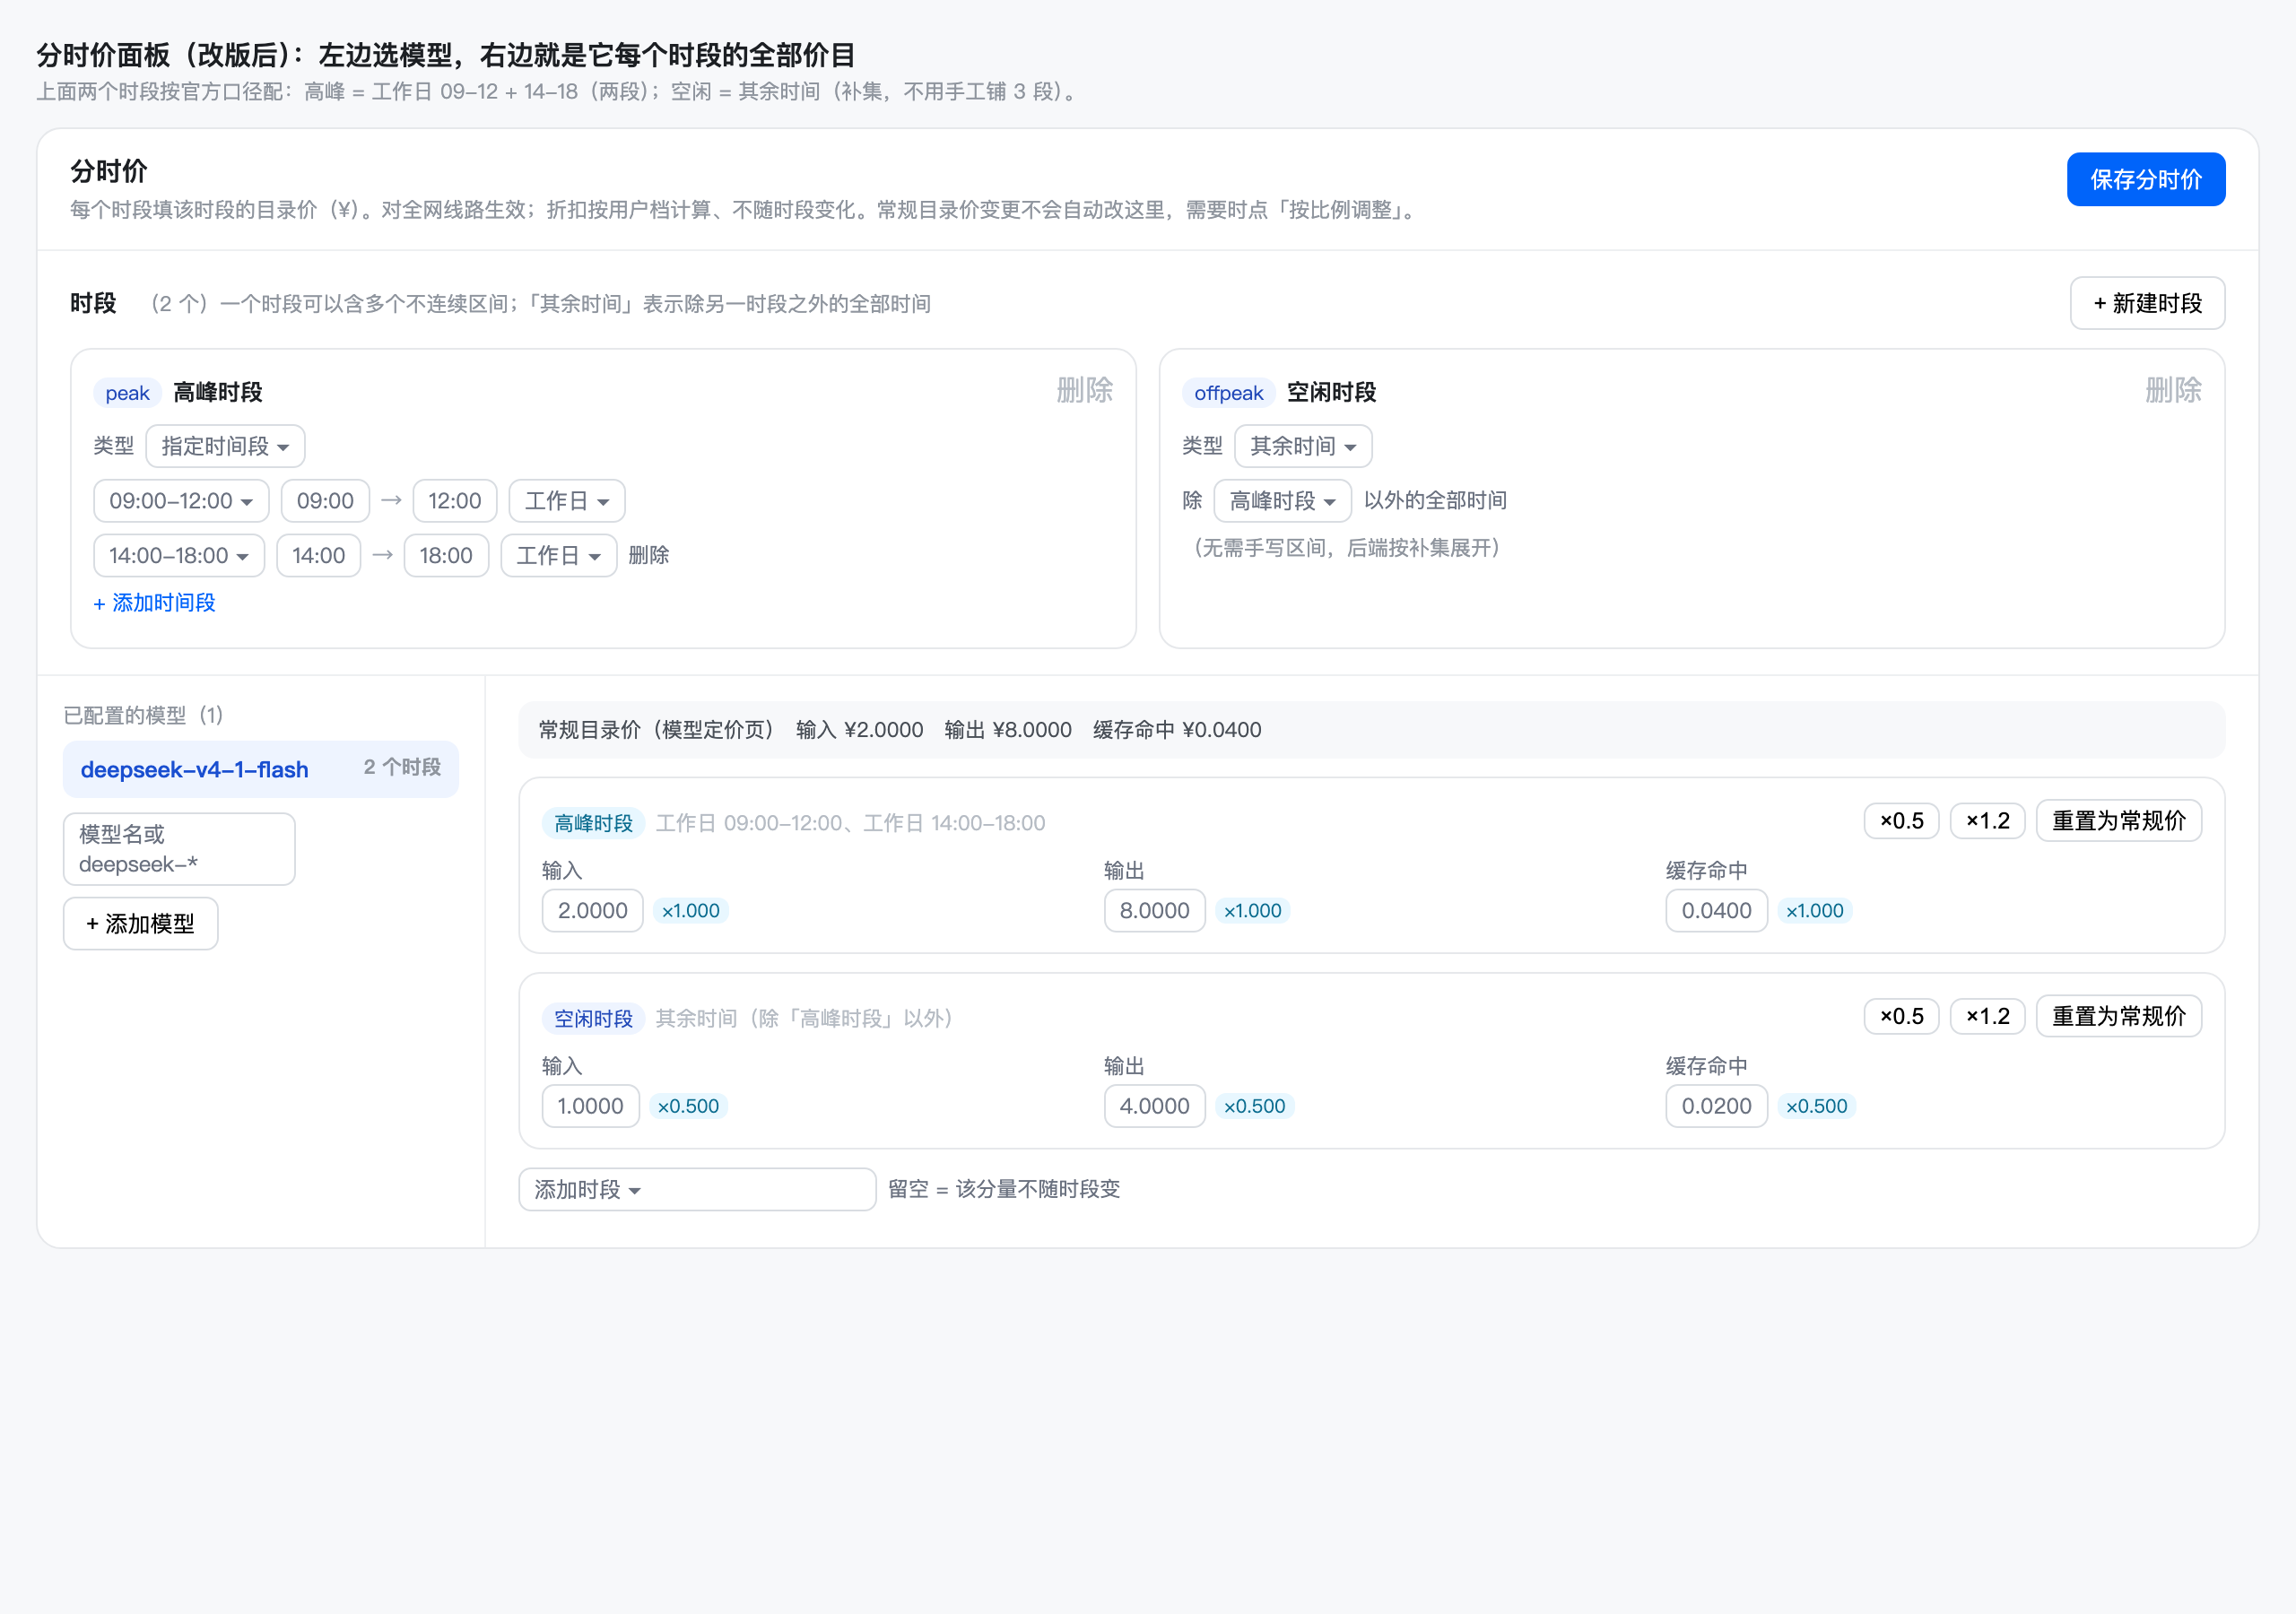 分时价面板（改版后）：左边选模型，右边就是它每个时段的全部价目
上面两个时段按官方口径配：高峰 = 工作日 09–12 + 14–18（两段）；空闲 = 其余时间（补集，不用手工铺 3 段）。
分时价
保存分时价
每个时段填该时段的目录价（¥）。对全网线路生效；折扣按用户档计算、不随时段变化。常规目录价变更不会自动改这里，需要时点「按比例调整」。
时段 （2 个）一个时段可以含多个不连续区间；「其余时间」表示除另一时段之外的全部时间
+ 新建时段
peak 高峰时段 删除
类型 指定时间段
09:00–12:00 09:00 → 12:00 工作日
14:00–18:00 14:00 → 18:00 工作日 删除
+ 添加时间段
offpeak 空闲时段 删除
类型 其余时间
除 高峰时段 以外的全部时间
（无需手写区间，后端按补集展开）
已配置的模型（1）
deepseek–v4–1–flash 2 个时段
模型名或
deepseek–*
+ 添加模型
常规目录价（模型定价页） 输入 ¥2.0000 输出 ¥8.0000 缓存命中 ¥0.0400
高峰时段 工作日 09:00–12:00、工作日 14:00–18:00 ×0.5 ×1.2 重置为常规价
输入 输出 缓存命中
2.0000 ×1.000 8.0000 ×1.000 0.0400 ×1.000
空闲时段 其余时间（除「高峰时段」以外） ×0.5 ×1.2 重置为常规价
输入 输出 缓存命中
1.0000 ×0.500 4.0000 ×0.500 0.0200 ×0.500
添加时段 留空 = 该分量不随时段变